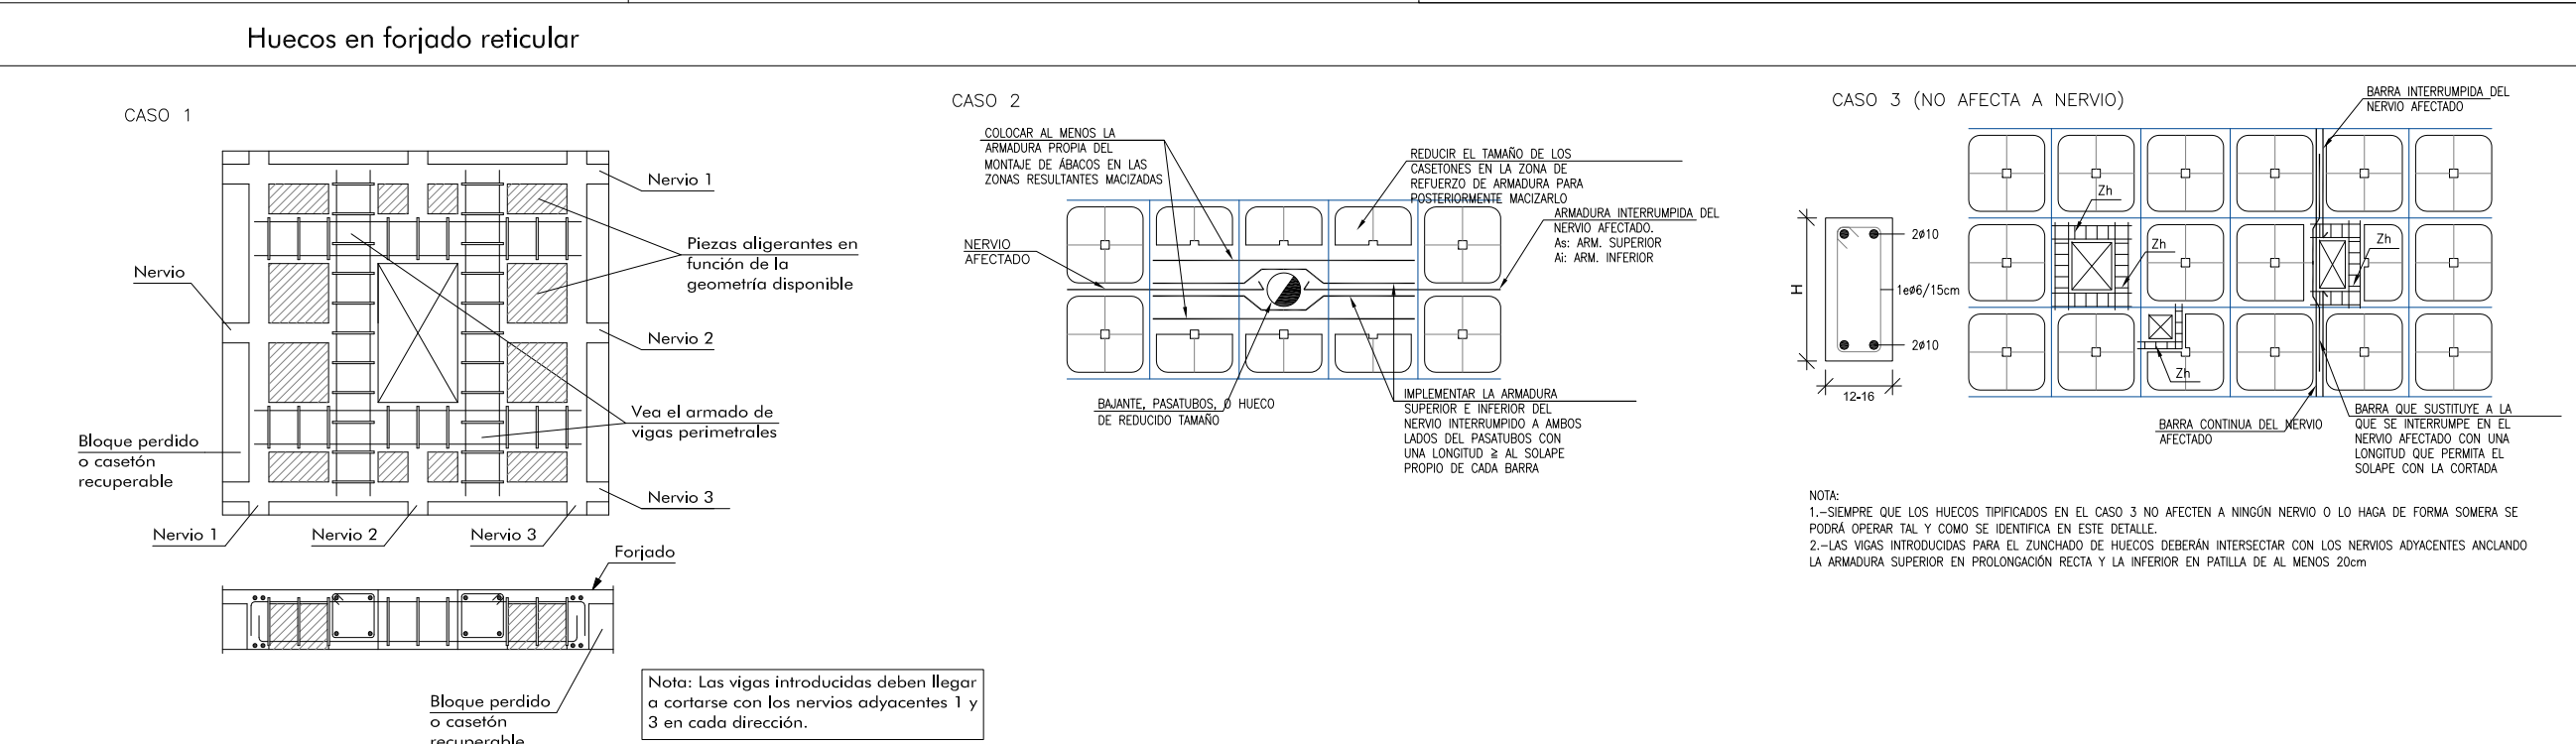 Huecos en forjado reticular
CASO 1
Nervio 1
Piezas aligerantes en
función de la
geometría disponible
Nervio
Nervio 2
Vea el armado de
vigas perimetrales
Bloque perdido
o casetón
recuperable
Nervio 3
Nervio 1
Nervio 2
Nervio 3
Forjado
Bloque perdido
o casetón
recuperable
Nota: Las vigas introducidas deben llegar
a cortarse con los nervios adyacentes 1 y
3 en cada dirección.
CASO 2
COLOCAR AL MENOS LA
ARMADURA PROPIA DEL
MONTAJE DE ÁBACOS EN LAS
ZONAS RESULTANTES MACIZADAS
REDUCIR EL TAMAÑO DE LOS
CASETONES EN LA ZONA DE
REFUERZO DE ARMADURA PARA
POSTERIORMENTE MACIZARLO
ARMADURA INTERRUMPIDA DEL
NERVIO AFECTADO.
As: ARM. SUPERIOR
Ai: ARM. INFERIOR
NERVIO
AFECTADO
BAJANTE, PASATUBOS, O HUECO
DE REDUCIDO TAMAÑO
IMPLEMENTAR LA ARMADURA
SUPERIOR E INFERIOR DEL
NERVIO INTERRUMPIDO A AMBOS
LADOS DEL PASATUBOS CON
UNA LONGITUD ≥ AL SOLAPE
PROPIO DE CADA BARRA
CASO 3 (NO AFECTA A NERVIO)
BARRA INTERRUMPIDA DEL
NERVIO AFECTADO
2ø10
1eø6/15cm
2ø10
H
12-16
Zh
Zh
Zh
Zh
BARRA CONTINUA DEL NERVIO
AFECTADO
BARRA QUE SUSTITUYE A LA
QUE SE INTERRUMPE EN EL
NERVIO AFECTADO CON UNA
LONGITUD QUE PERMITA EL
SOLAPE CON LA CORTADA
NOTA:
1.-SIEMPRE QUE LOS HUECOS TIPIFICADOS EN EL CASO 3 NO AFECTEN A NINGÚN NERVIO O LO HAGA DE FORMA SOMERA SE
PODRÁ OPERAR TAL Y COMO SE IDENTIFICA EN ESTE DETALLE.
2.-LAS VIGAS INTRODUCIDAS PARA EL ZUNCHADO DE HUECOS DEBERÁN INTERSECTAR CON LOS NERVIOS ADYACENTES ANCLANDO
LA ARMADURA SUPERIOR EN PROLONGACIÓN RECTA Y LA INFERIOR EN PATILLA DE AL MENOS 20cm